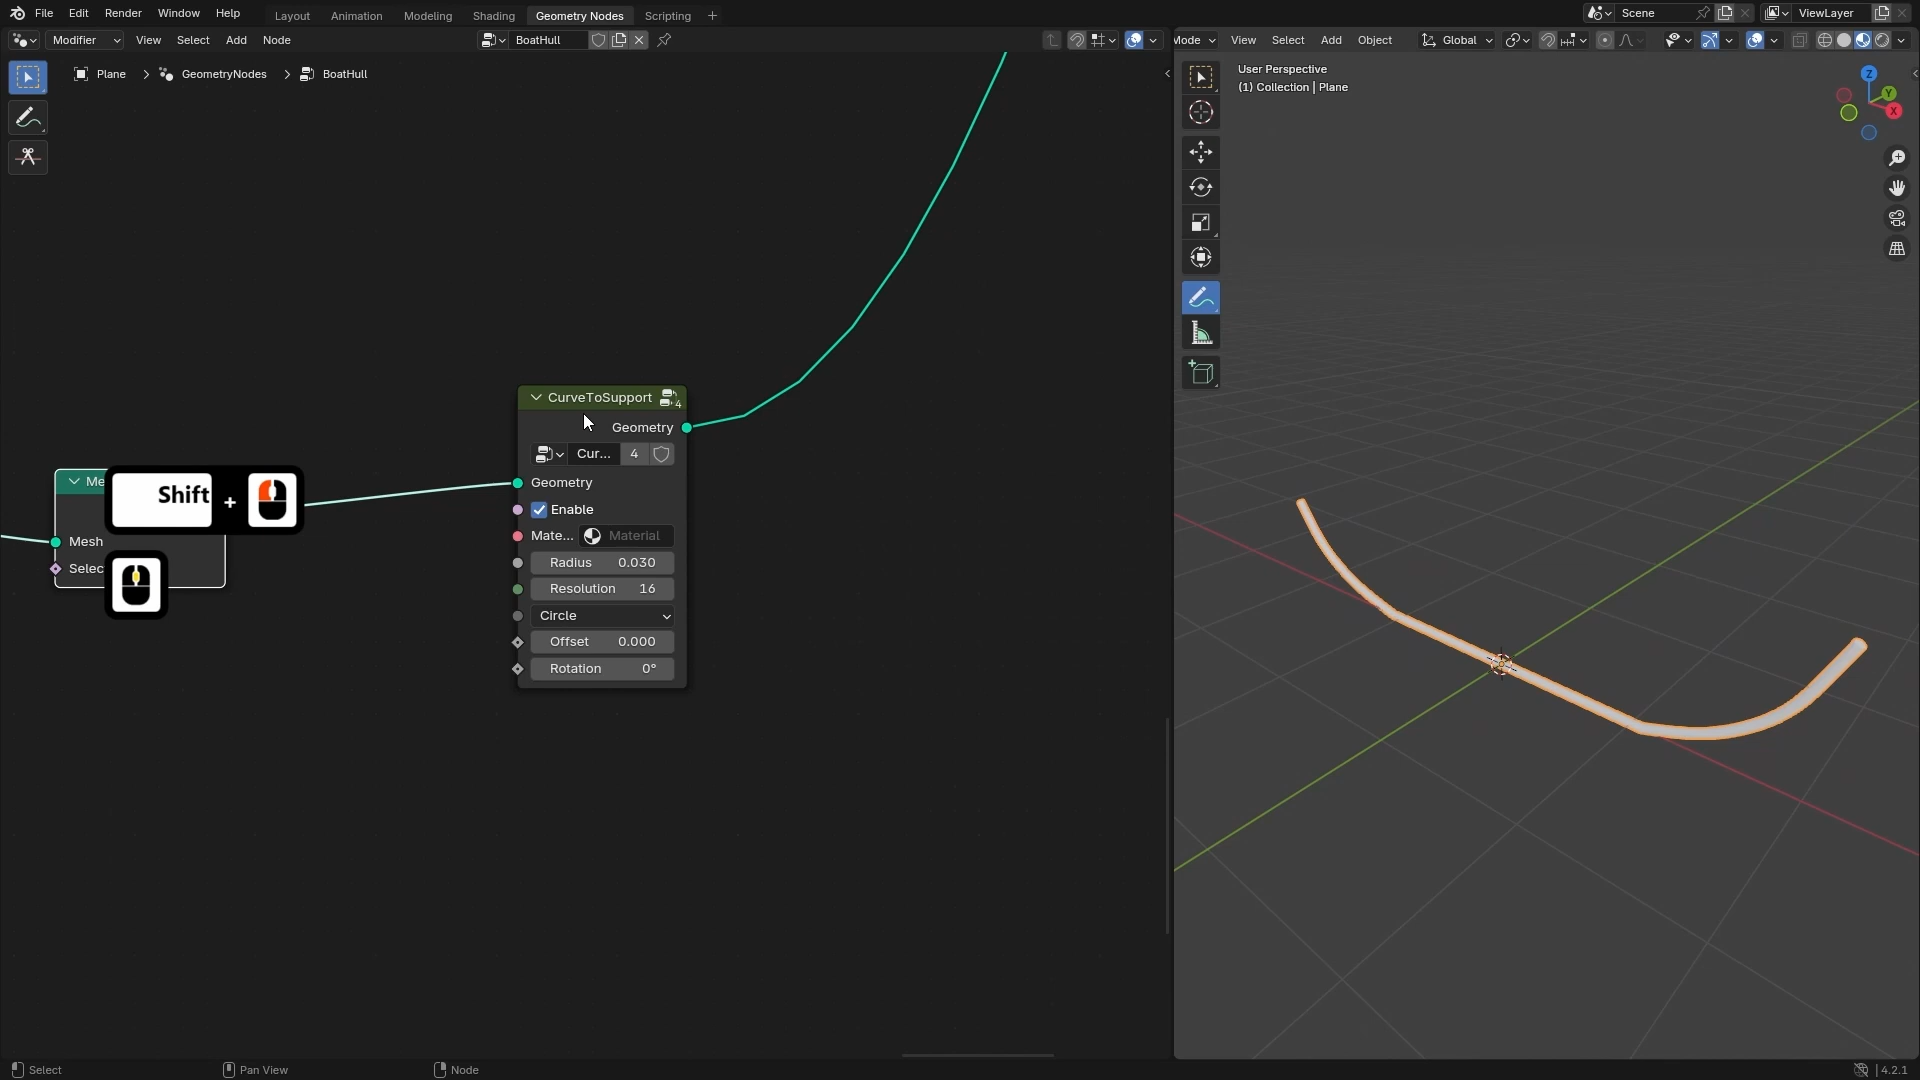 File Edit Render Window Help
Layout Animation Modeling Shading Geometry Nodes Scripting +
Scene
ViewLayer
Modifier View Select Add Node
BoatHull
Mode View Select Add Object
Global
Plane > GeometryNodes > BoatHull
User Perspective
(1) Collection | Plane
Z
Y
X
CurveToSupport
4
Geometry
Cur... 4
Geometry
Enable
Mate... Material
Radius 0.030
Resolution 16
Circle
Offset 0.000
Rotation 0°
Me
Shift +
Mesh
Selec
Select
Pan View
Node
4.2.1